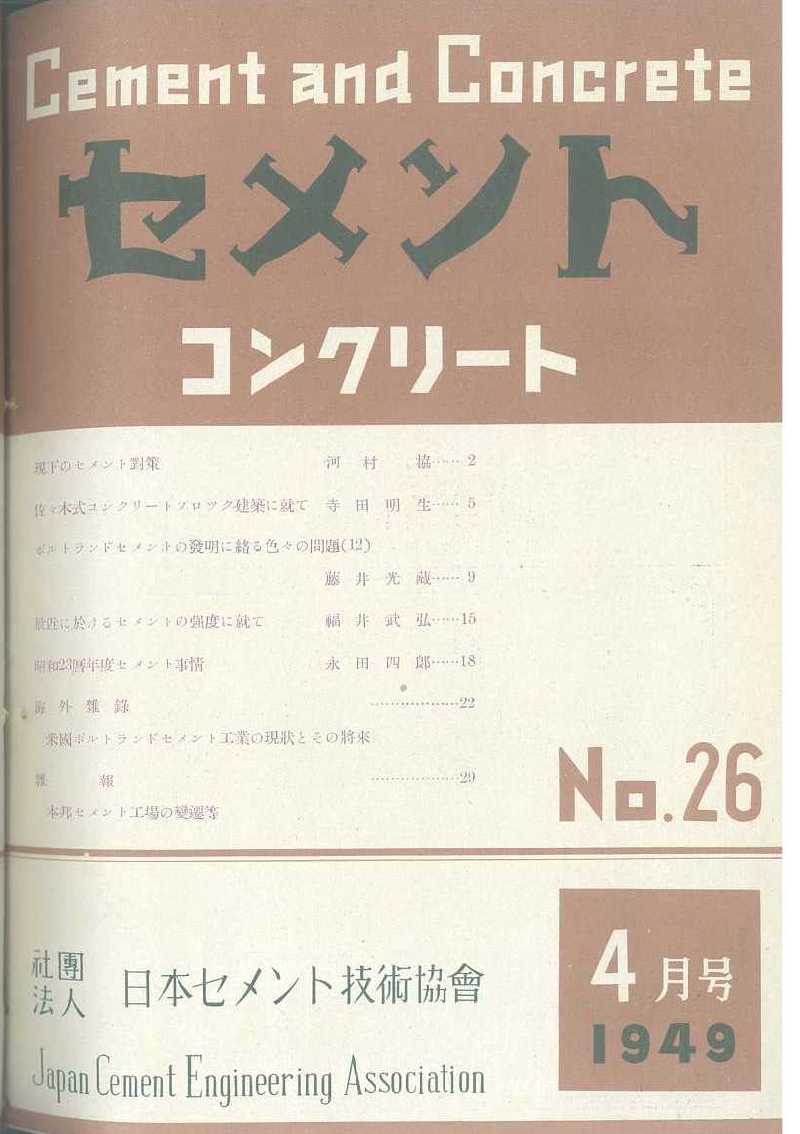 Cement and Concrete
セメント
コンクリート
現下のセメント對策 河村 協……2
佐々木式コンクリートブロツク建築に就て 寺田明生……5
ポルトランドセメントの發明に絡る色々の問題(12)
藤井光藏……9
最近に於けるセメントの强度に就て 福井武弘……15
昭和23曆年度セメント事情 永田四郎……18
海外雜錄 ………………22
米國ポルトランドセメント工業の現狀とその將來
雜報 ………………29
本邦セメント工場の變遷等
No.26
社團法人 日本セメント技術協會
Japan Cement Engineering Association
4月号
1949